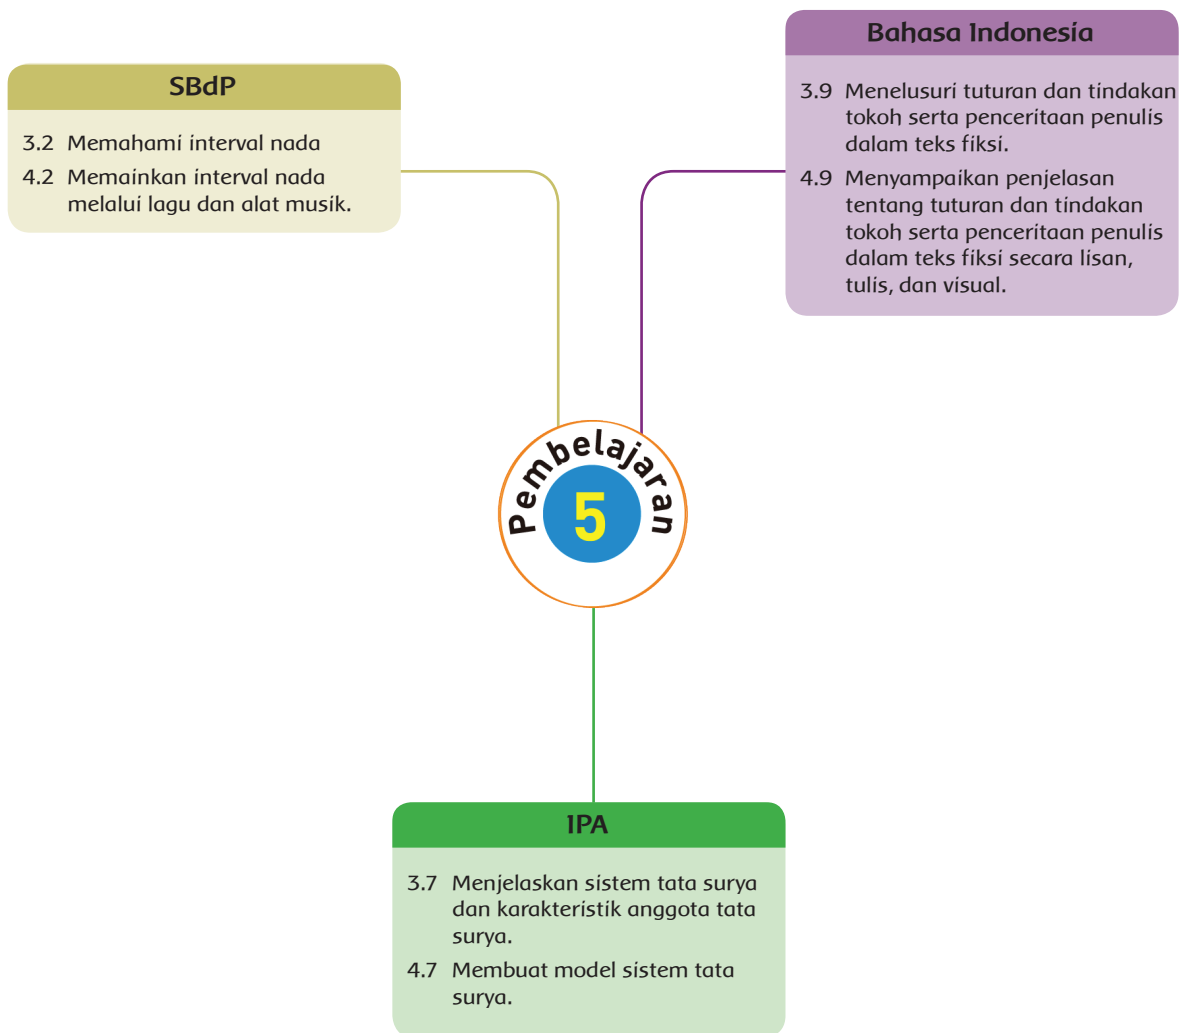 SBdP
3.2 Memahami interval nada
4.2 Memainkan interval nada
melalui lagu dan alat musik.
Bahasa Indonesia
3.9 Menelusuri tuturan dan tindakan
tokoh serta penceritaan penulis
dalam teks fiksi.
4.9 Menyampaikan penjelasan
tentang tuturan dan tindakan
tokoh serta penceritaan penulis
dalam teks fiksi secara lisan,
tulis, dan visual.
Pembelajaran
5
IPA
3.7 Menjelaskan sistem tata surya
dan karakteristik anggota tata
surya.
4.7 Membuat model sistem tata
surya.